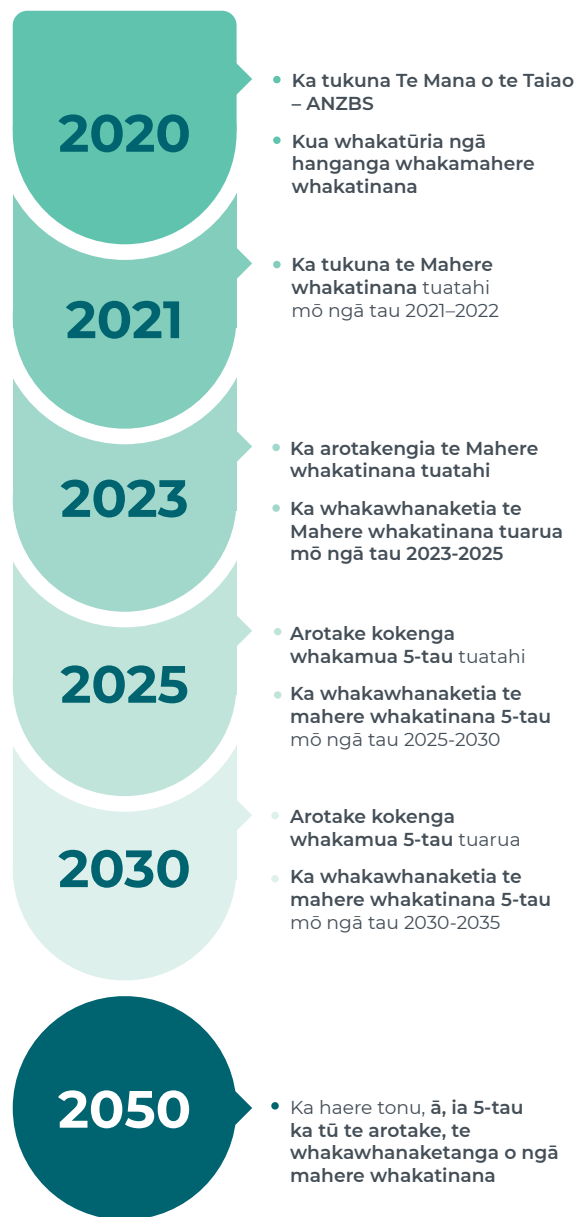 2020
• Ka tukuna Te Mana o te Taiao
– ANZBS
• Kua whakatūria ngā
hanganga whakamahere
whakatinana
2021
• Ka tukuna te Mahere
whakatinana tuatahi
mō ngā tau 2021–2022
2023
• Ka arotakengia te Mahere
whakatinana tuatahi
• Ka whakawhanaketia te
Mahere whakatinana tuarua
mō ngā tau 2023-2025
2025
• Arotake kokenga
whakamua 5-tau tuatahi
• Ka whakawhanaketia te
mahere whakatinana 5-tau
mō ngā tau 2025-2030
2030
• Arotake kokenga
whakamua 5-tau tuarua
• Ka whakawhanaketia te
mahere whakatinana 5-tau
mō ngā tau 2030-2035
2050
• Ka haere tonu, ā, ia 5-tau
ka tū te arotake, te
whakawhanaketanga o ngā
mahere whakatinana